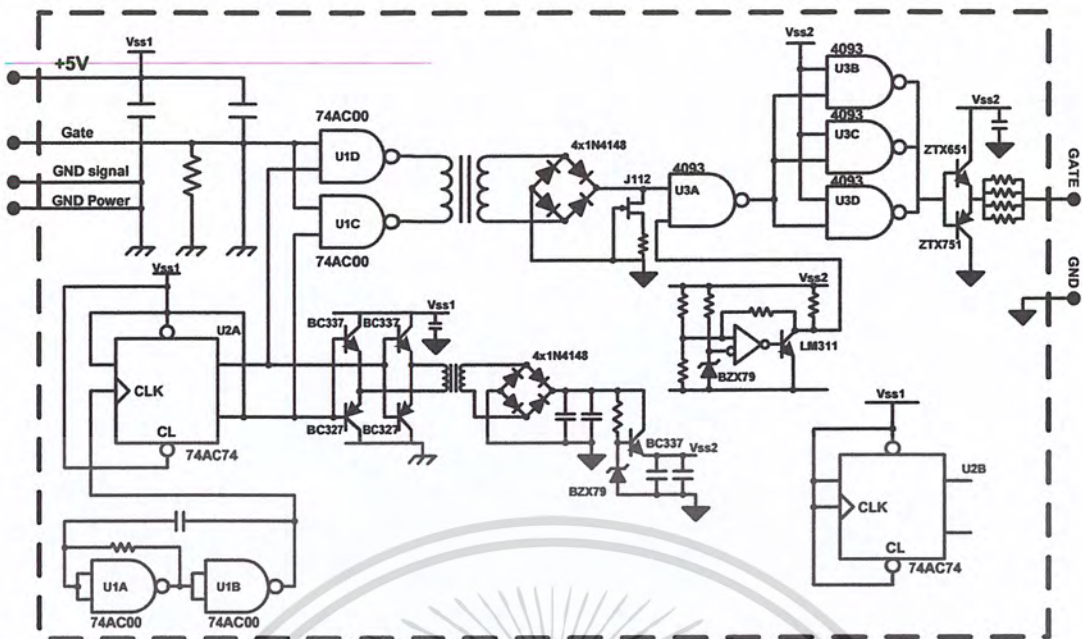 Vss1
+5V
Gate
GND signal
GND Power
74AC00
U1D
U1C
74AC00
4x1N4148
J112
4093
U3A
Vss2
4093
U3B
4093
U3C
4093
U3D
Vss2
ZTX651
ZTX751
GATE
GND
Vss1
U2A
CLK
CL
74AC74
BC337
BC337
Vss1
BC327
BC327
4x1N4148
BC337
Vss2
BZX79
Vss2
LM311
BZX79
Vss1
U2B
CLK
CL
74AC74
U1A
U1B
74AC00
74AC00